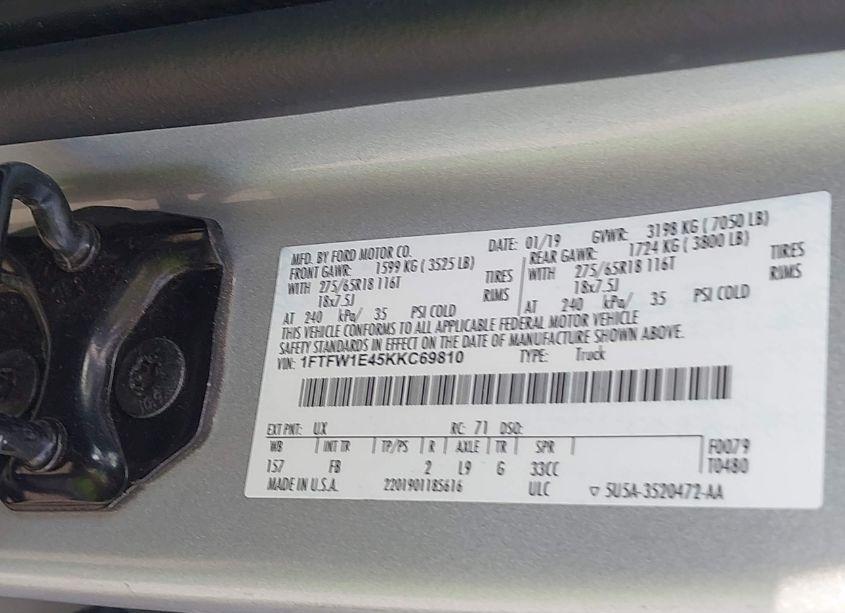 MFD. BY FORD MOTOR CO. DATE: 01/19 GVWR: 3198 KG ( 7050 LB)
FRONT GAWR: 1599 KG ( 3525 LB) REAR GAWR: 1724 KG ( 3800 LB)
WITH 275/65R18 116T TIRES WITH 275/65R18 116T TIRES
18x7.5J RIMS 18x7.5J RIMS
AT 240 kPa/ 35 PSI COLD AT 240 kPa/ 35 PSI COLD
THIS VEHICLE CONFORMS TO ALL APPLICABLE FEDERAL MOTOR VEHICLE
SAFETY STANDARDS IN EFFECT ON THE DATE OF MANUFACTURE SHOWN ABOVE.
VIN: 1FTFW1E45KKC69810 TYPE: Truck
EXT PNT: UX RC: 71 DSO:
WB INT TR TP/PS R AXLE TR SPR F0079
157 FB 2 L9 G 33CC T0480
MADE IN U.S.A. 2201901185616 ULC ▽ 5U5A-3520472-AA
10.9